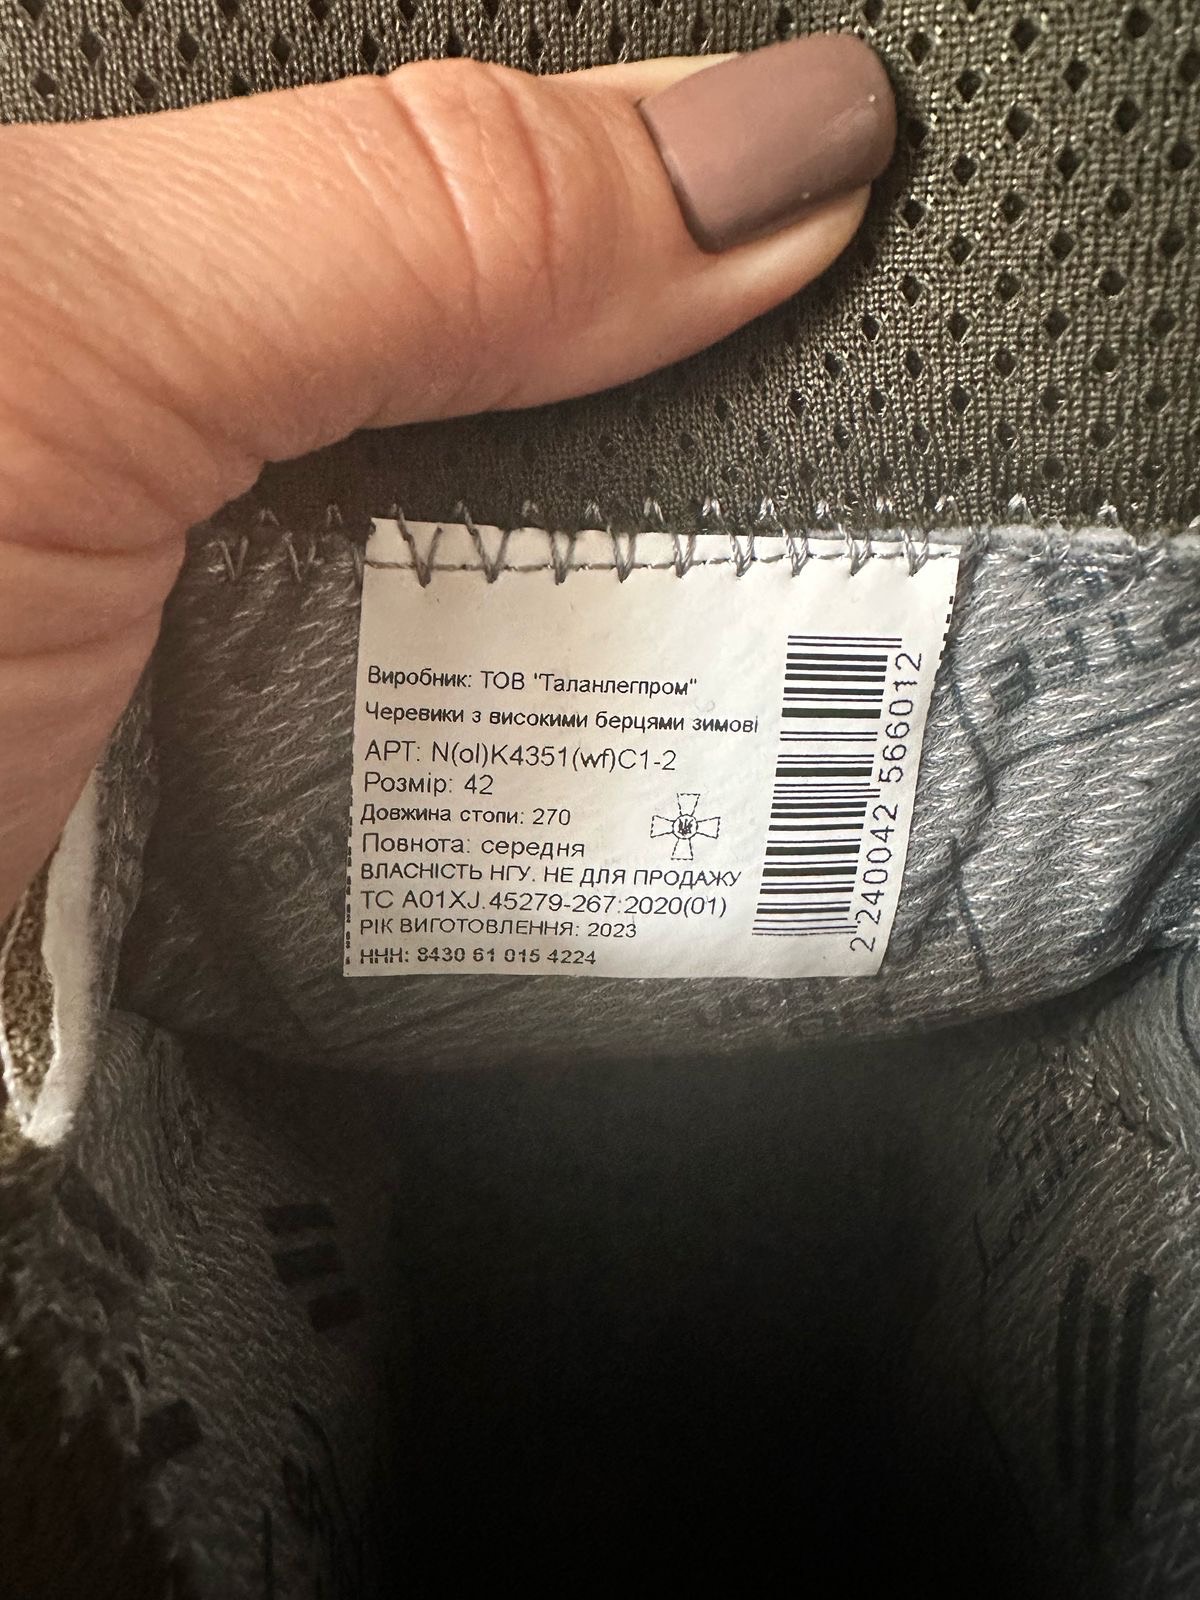 Виробник: ТОВ "Таланлегпром"
Черевики з високими берцями зимові
АРТ: N(ol)K4351(wf)C1-2
Розмір: 42
Довжина стопи: 270
Повнота: середня
ВЛАСНІСТЬ НГУ. НЕ ДЛЯ ПРОДАЖУ
ТС А01XJ.45279-267:2020(01)
РІК ВИГОТОВЛЕННЯ: 2023
ННН: 8430 61 015 4224
2 240042 566012